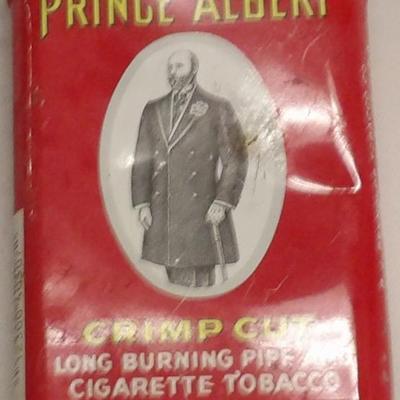 PRINCE ALBERT
CRIMP CUT
LONG BURNING PIPE AND
CIGARETTE TOBACCO